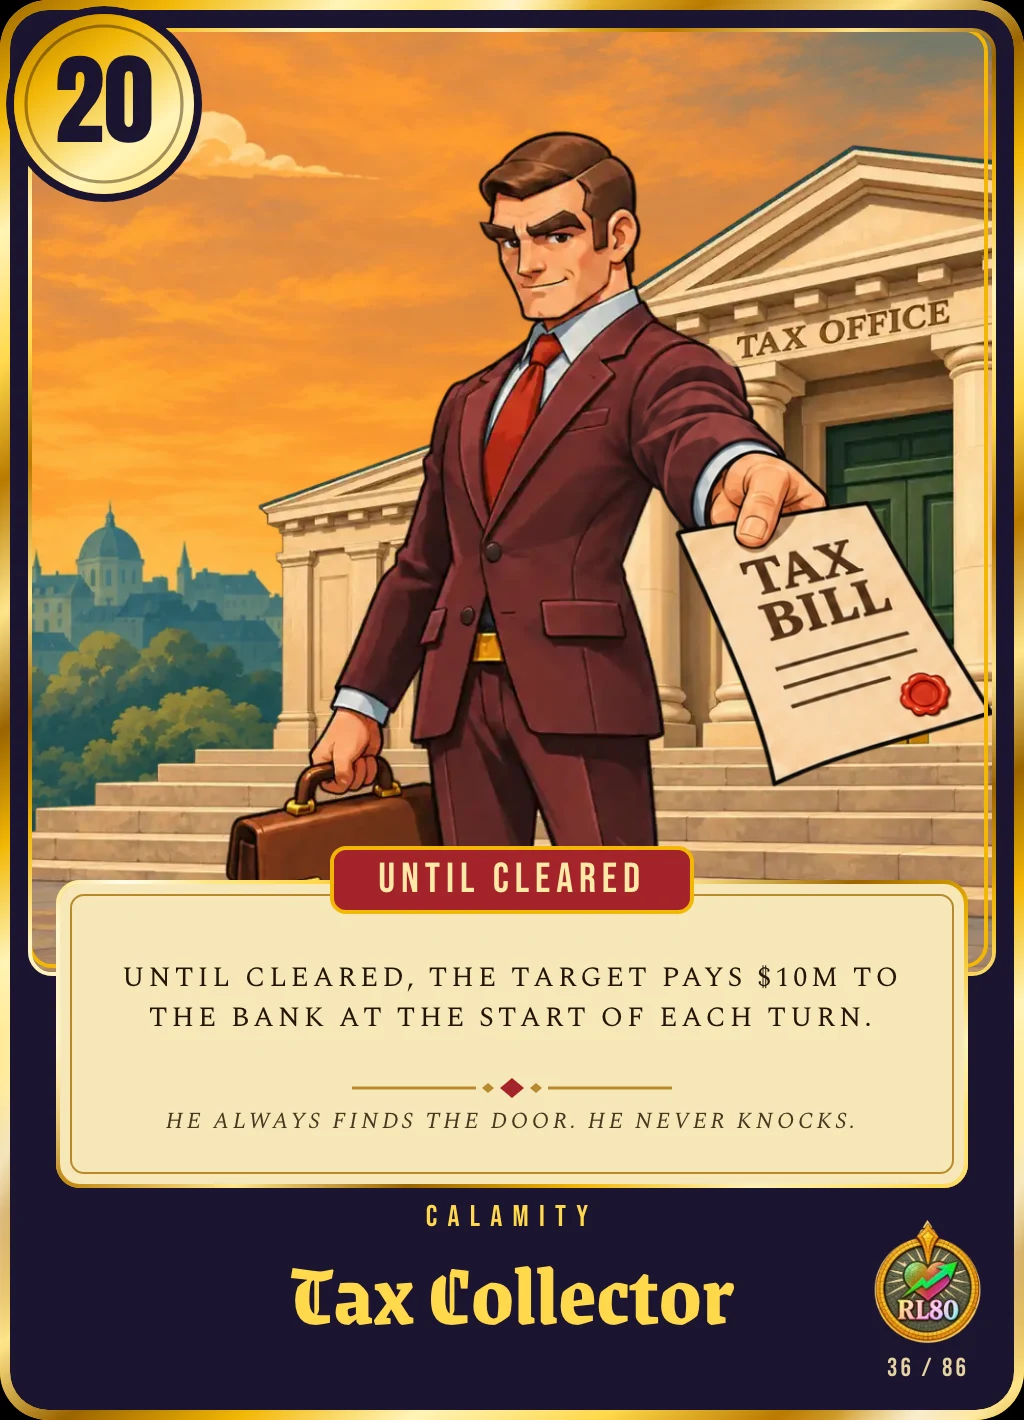 20
TAX OFFICE
TAX
BILL
UNTIL CLEARED
UNTIL CLEARED, THE TARGET PAYS $10M TO
THE BANK AT THE START OF EACH TURN.
HE ALWAYS FINDS THE DOOR. HE NEVER KNOCKS.
CALAMITY
Tax Collector
RL80
36 / 86